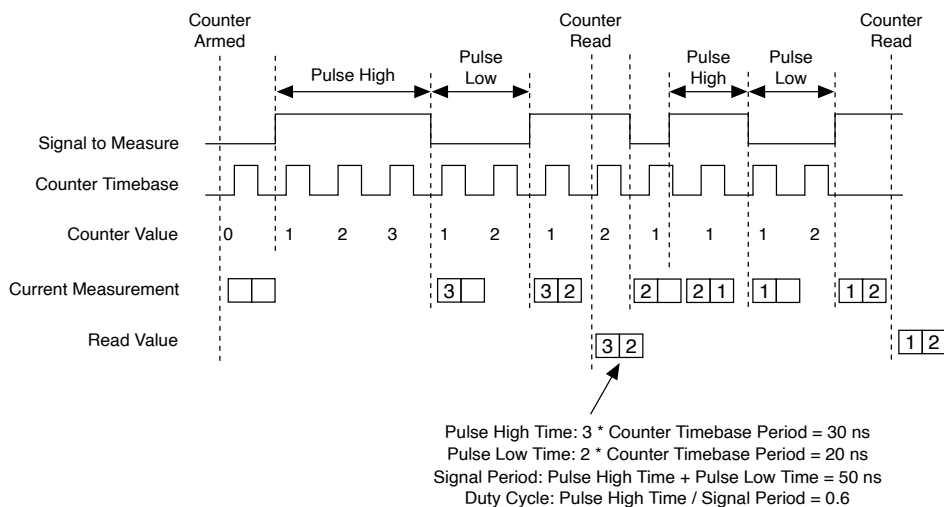 Counter Armed
Counter Read
Counter Read
Pulse High
Pulse Low
Pulse High
Pulse Low
Signal to Measure
Counter Timebase
Counter Value 0 1 2 3 1 2 1 2 1 1 1 2
Current Measurement 3 3 2 2 2 1 1 1 2
Read Value 3 2 1 2
Pulse High Time: 3 * Counter Timebase Period = 30 ns
Pulse Low Time: 2 * Counter Timebase Period = 20 ns
Signal Period: Pulse High Time + Pulse Low Time = 50 ns
Duty Cycle: Pulse High Time / Signal Period = 0.6